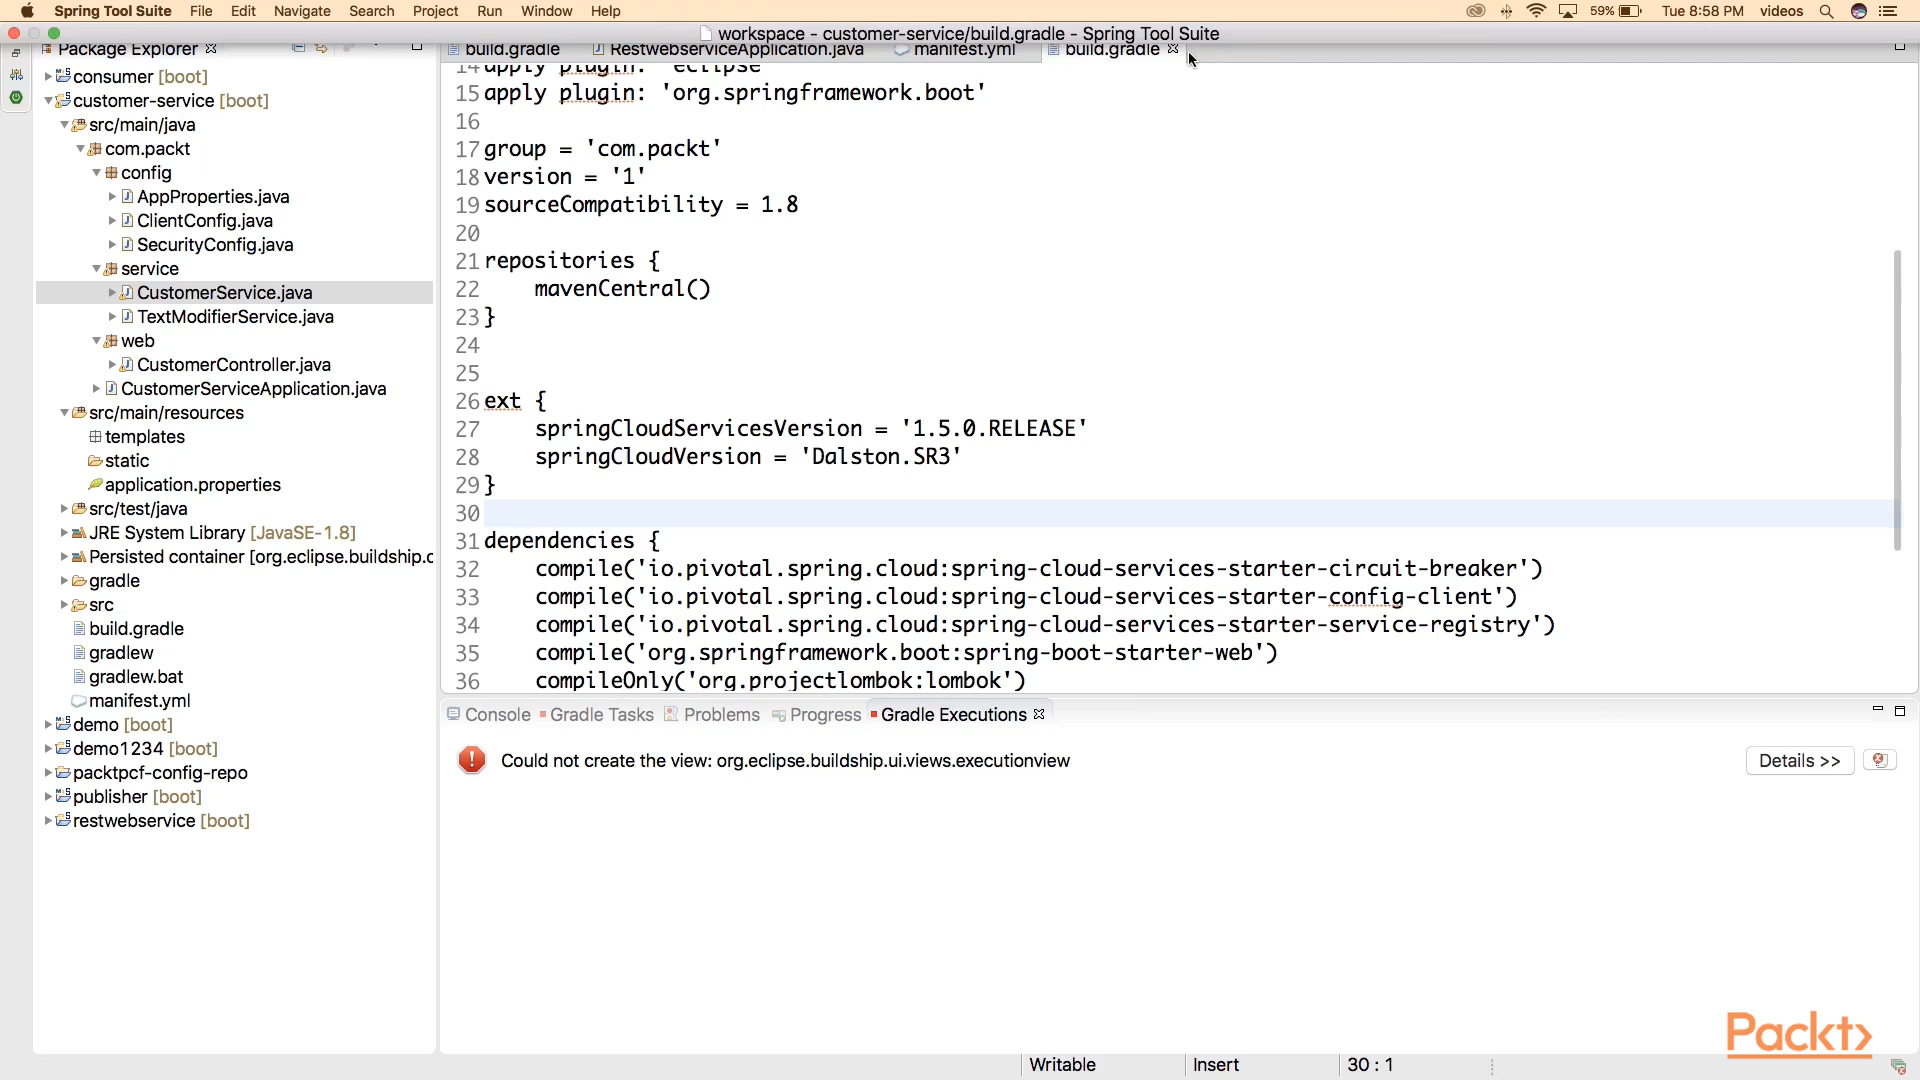 Spring Tool Suite File Edit Navigate Search Project Run Window Help 59% Tue 8:58 PM videos
workspace - customer-service/build.gradle - Spring Tool Suite
Package Explorer
consumer [boot]
customer-service [boot]
src/main/java
com.packt
config
AppProperties.java
ClientConfig.java
SecurityConfig.java
service
CustomerService.java
TextModifierService.java
web
CustomerController.java
CustomerServiceApplication.java
src/main/resources
templates
static
application.properties
src/test/java
JRE System Library [JavaSE-1.8]
Persisted container [org.eclipse.buildship.c
gradle
src
build.gradle
gradlew
gradlew.bat
manifest.yml
demo [boot]
demo1234 [boot]
packtpcf-config-repo
publisher [boot]
restwebservice [boot]
build.gradle RestwebserviceApplication.java manifest.yml build.gradle
14 apply plugin: 'eclipse'
15 apply plugin: 'org.springframework.boot'
16
17 group = 'com.packt'
18 version = '1'
19 sourceCompatibility = 1.8
20
21 repositories {
22 mavenCentral()
23 }
24
25
26 ext {
27 springCloudServicesVersion = '1.5.0.RELEASE'
28 springCloudVersion = 'Dalston.SR3'
29 }
30
31 dependencies {
32 compile('io.pivotal.spring.cloud:spring-cloud-services-starter-circuit-breaker')
33 compile('io.pivotal.spring.cloud:spring-cloud-services-starter-config-client')
34 compile('io.pivotal.spring.cloud:spring-cloud-services-starter-service-registry')
35 compile('org.springframework.boot:spring-boot-starter-web')
36 compileOnly('org.projectlombok:lombok')
Console Gradle Tasks Problems Progress Gradle Executions
Could not create the view: org.eclipse.buildship.ui.views.executionview Details >>
Packt>
Writable Insert 30 : 1